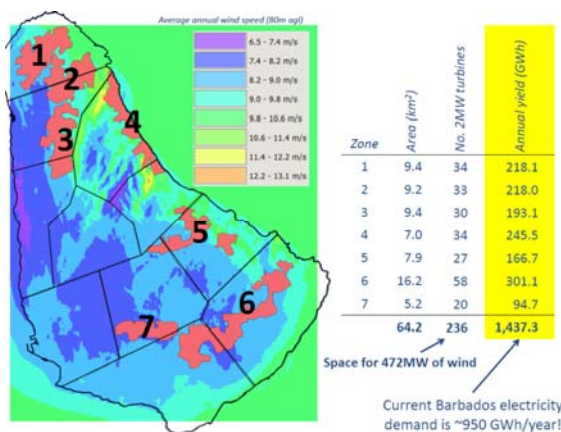 Average annual wind speed (80m agl)
6.5 - 7.4 m/s
7.4 - 8.2 m/s
8.2 - 9.0 m/s
9.0 - 9.8 m/s
9.8 - 10.6 m/s
10.6 - 11.4 m/s
11.4 - 12.2 m/s
12.2 - 13.1 m/s
1
2
3
4
5
6
7
Zone Area (km²) No. 2MW turbines Annual yield (GWh)
1 9.4 34 218.1
2 9.2 33 218.0
3 9.4 30 193.1
4 7.0 34 245.5
5 7.9 27 166.7
6 16.2 58 301.1
7 5.2 20 94.7
64.2 236 1,437.3
Space for 472MW of wind
Current Barbados electricity
demand is ~950 GWh/year!